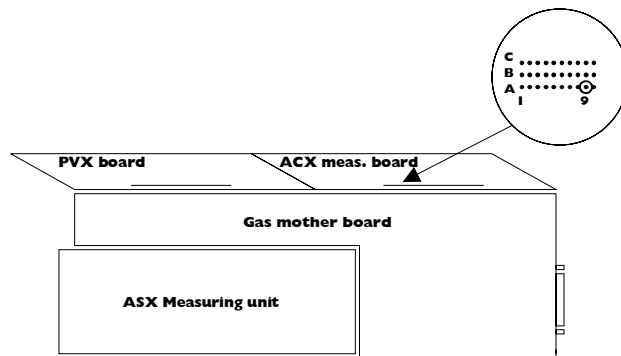 C
B
A
1 9
PVX board ACX meas. board
Gas mother board
ASX Measuring unit